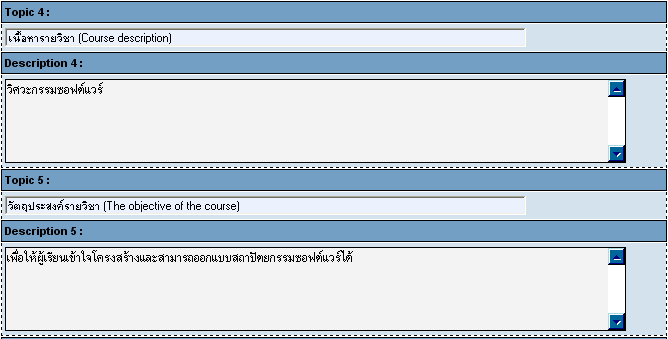 Topic 4 :
เนื้อหารายวิชา (Course description)
Description 4 :
วิศวะกรรมซอฟต์แวร์
Topic 5 :
วัตถุประสงค์รายวิชา (The objective of the course)
Description 5 :
เพื่อให้ผู้เรียนเข้าใจโครงสร้างและสามารถออกแบบสถาปัตยกรรมซอฟต์แวร์ได้